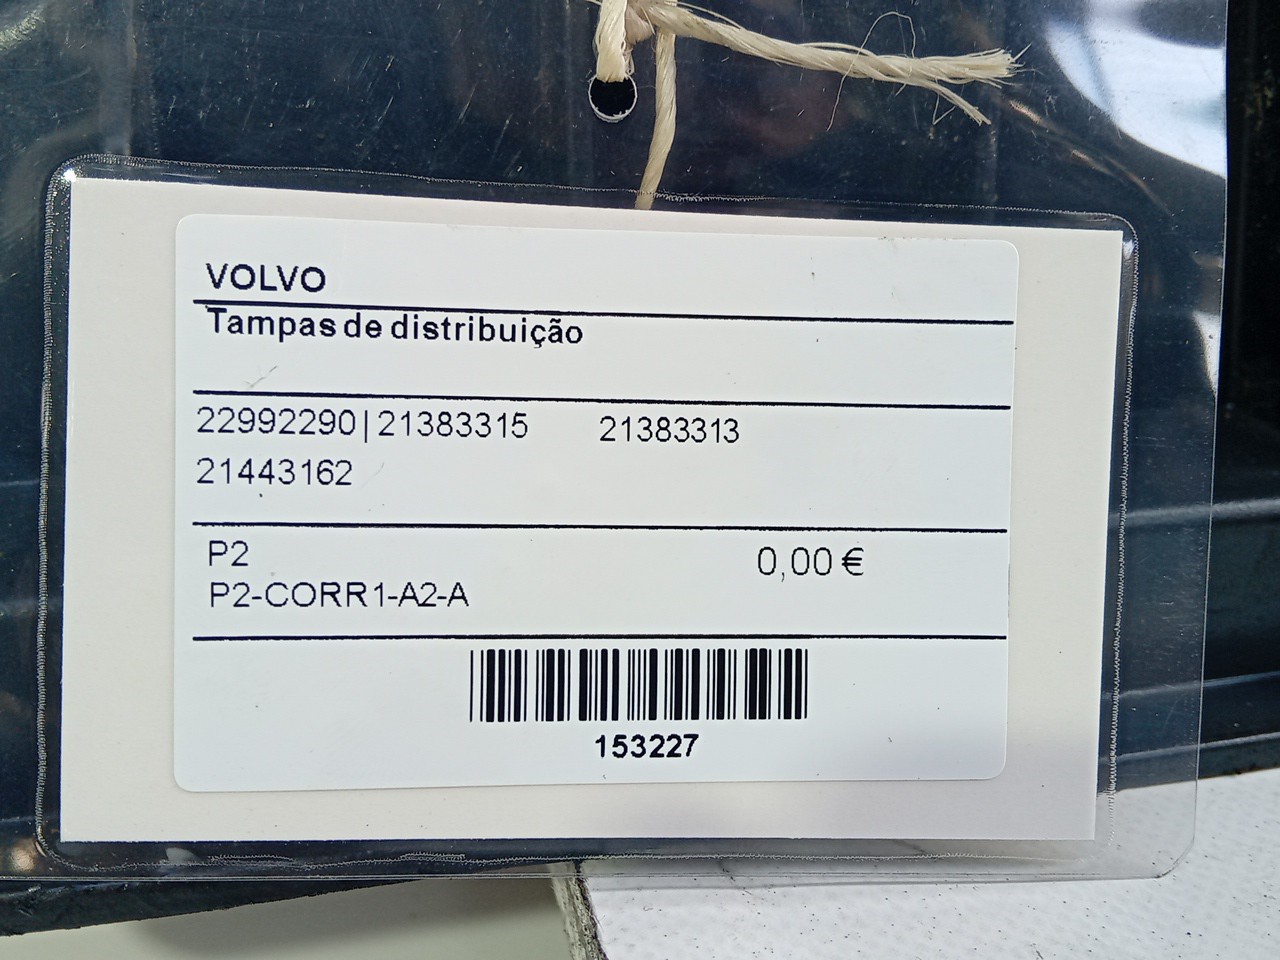 VOLVO
Tampas de distribuição
22992290|21383315 21383313
21443162
P2 0,00 €
P2-CORR1-A2-A
153227